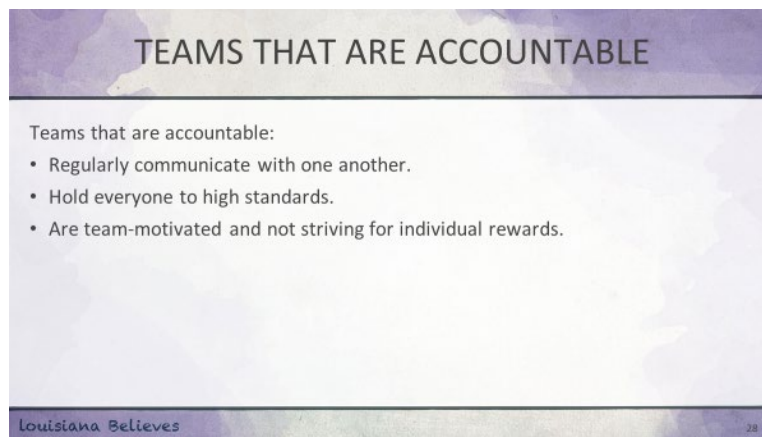 TEAMS THAT ARE ACCOUNTABLE
Teams that are accountable:
• Regularly communicate with one another.
• Hold everyone to high standards.
• Are team-motivated and not striving for individual rewards.
Louisiana Believes
28